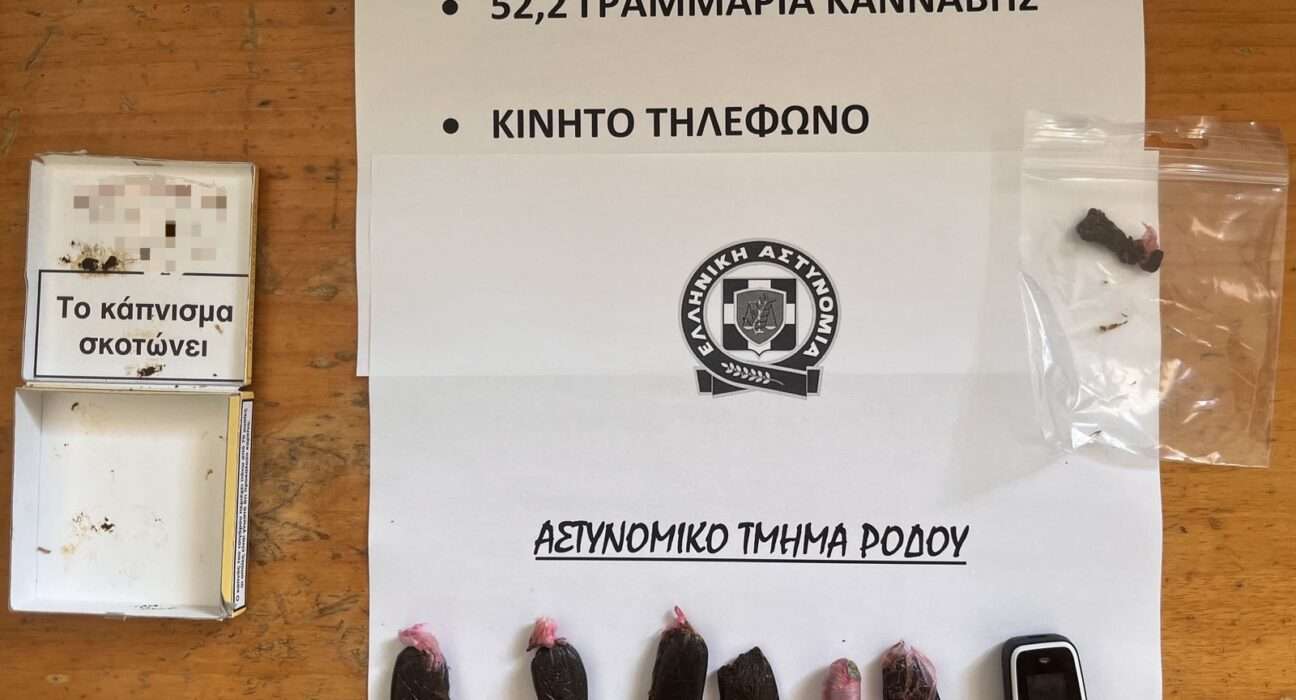 • 52,2 ΓΡΑΜΜΑΡΙΑ ΚΑΝΝΑΒΗΣ
• ΚΙΝΗΤΟ ΤΗΛΕΦΩΝΟ
ΕΛΛΗΝΙΚΗ ΑΣΤΥΝΟΜΙΑ
Το κάπνισμα
σκοτώνει
ΑΣΤΥΝΟΜΙΚΟ ΤΜΗΜΑ ΡΟΔΟΥ